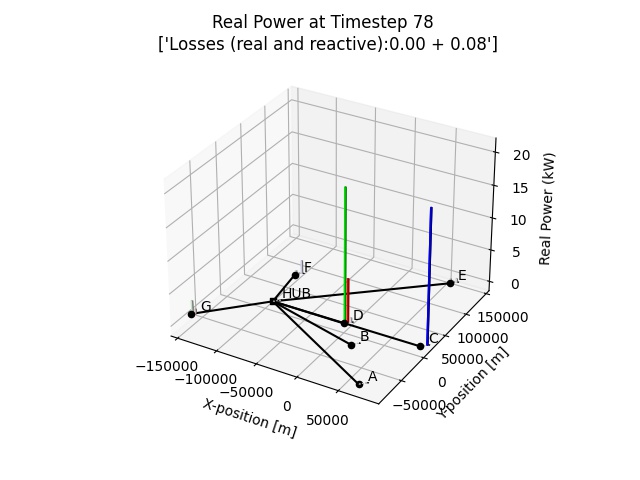 Real Power at Timestep 78
['Losses (real and reactive):0.00 + 0.08']
20
15
10
5
0
Real Power (kW)
F
E
HUB
G
D
B
C
A
−150000
−100000
−50000
0
50000
X-position [m]
−50000
0
50000
100000
150000
Y-position [m]